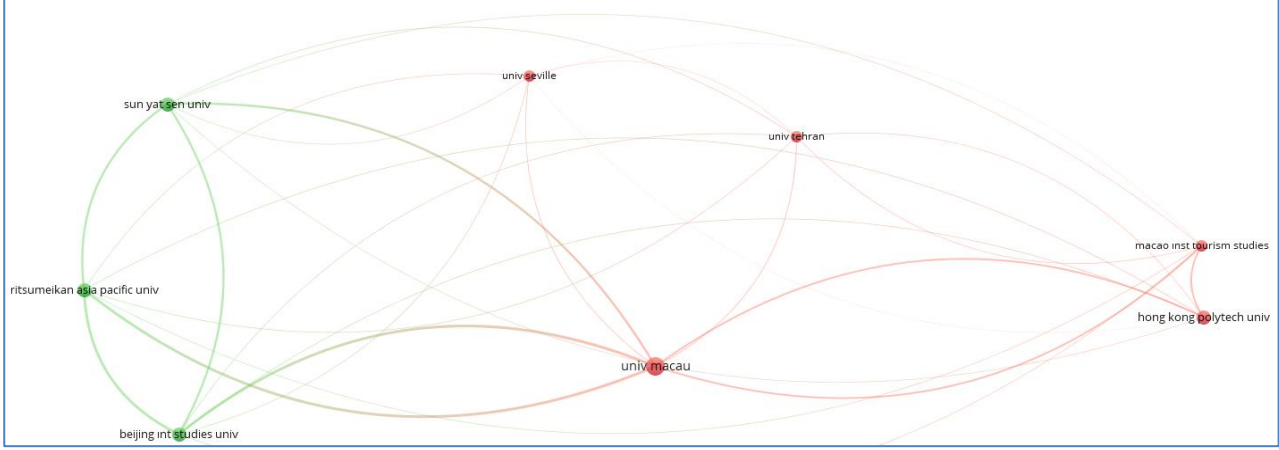 univ seville
sun yat sen univ
univ tehran
macao inst tourism studies
ritsumeikan asia pacific univ
hong kong polytech univ
univ macau
beijing int studies univ